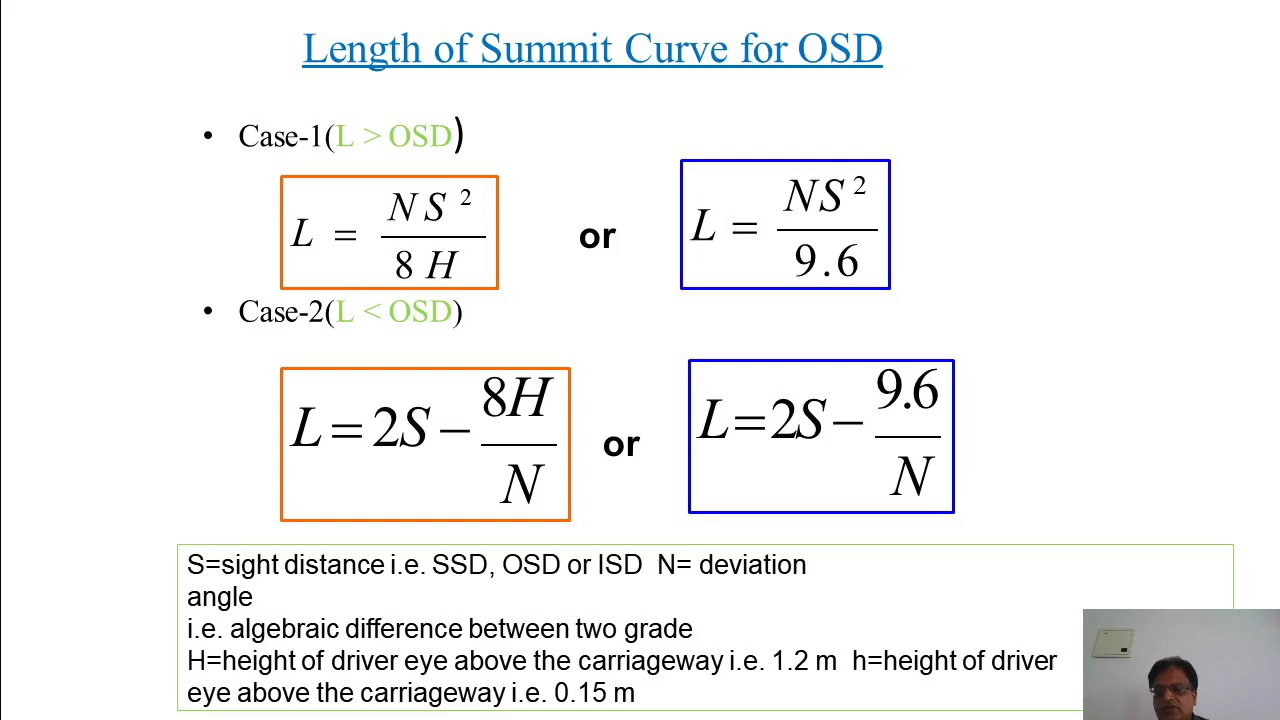 Length of Summit Curve for OSD
• Case-1(L > OSD)
L = NS² / 8H or L = NS² / 9.6
• Case-2(L < OSD)
L = 2S − 8H / N or L = 2S − 9.6 / N
S=sight distance i.e. SSD, OSD or ISD N= deviation
angle
i.e. algebraic difference between two grade
H=height of driver eye above the carriageway i.e. 1.2 m h=height of driver
eye above the carriageway i.e. 0.15 m